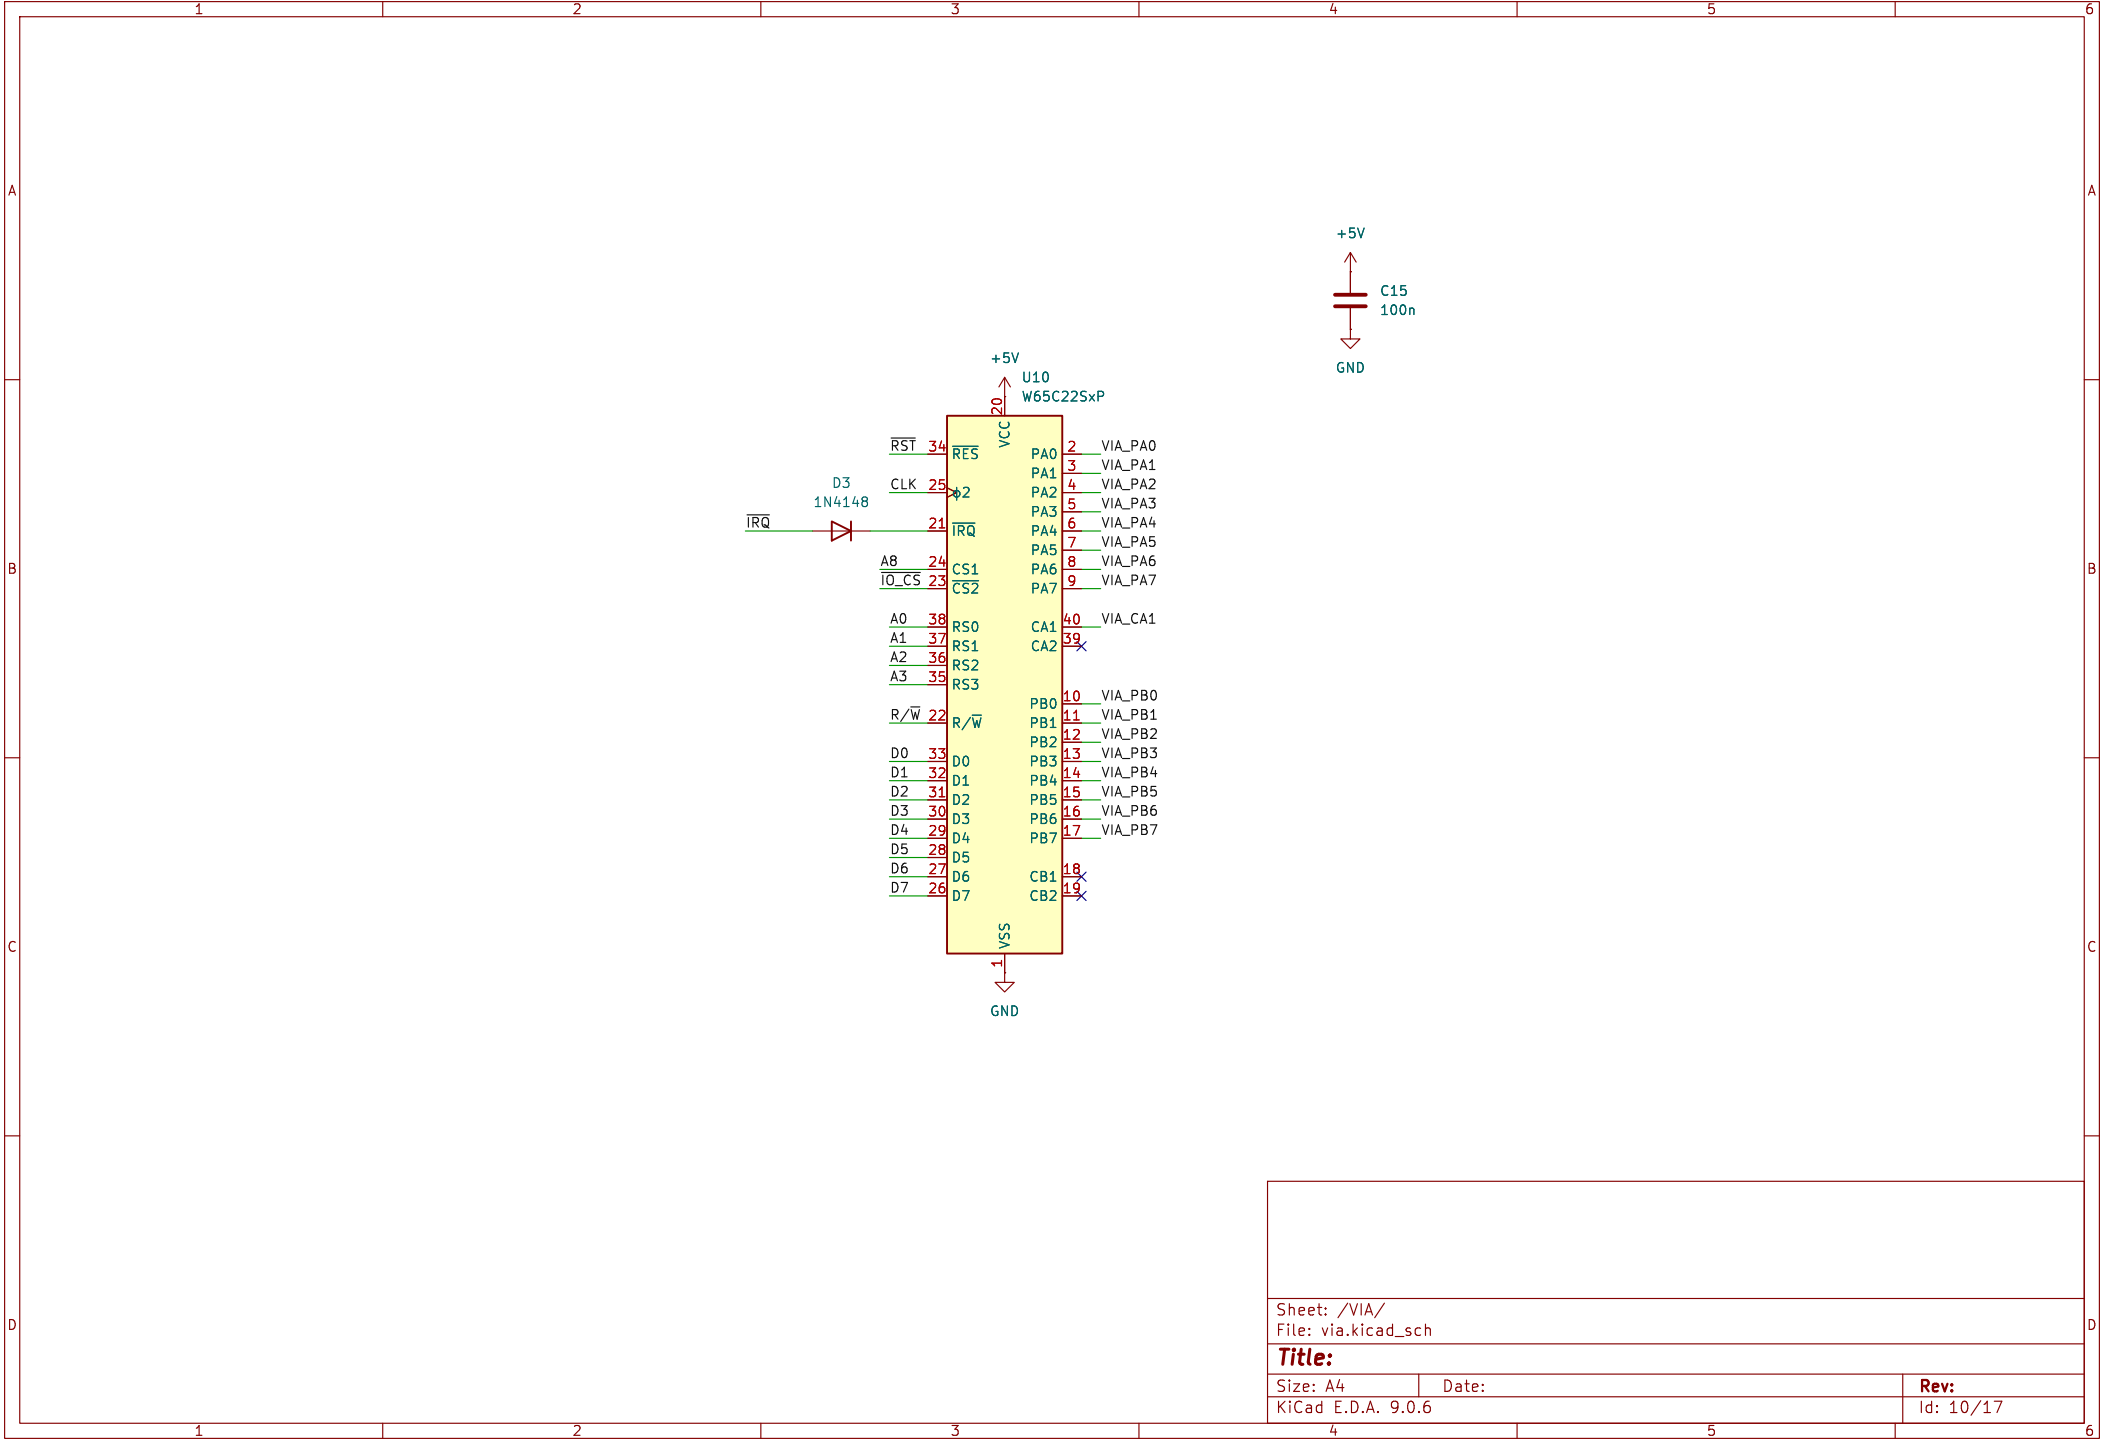 1 2 3 4 5 6
A A
+5V
C15
100n
GND
+5V
U10
W65C22SxP
20
VCC
R̅S̅T̅ 34 R̅E̅S̅ PA0 2 VIA_PA0
PA1 3 VIA_PA1
CLK 25 ϕ2 PA2 4 VIA_PA2
D3
1N4148
PA3 5 VIA_PA3
I̅R̅Q̅ 21 I̅R̅Q̅ PA4 6 VIA_PA4
PA5 7 VIA_PA5
B A8 24 CS1 PA6 8 VIA_PA6 B
I̅O̅_̅C̅S̅ 23 C̅S̅2̅ PA7 9 VIA_PA7
A0 38 RS0 CA1 40 VIA_CA1
A1 37 RS1 CA2 39
A2 36 RS2
A3 35 RS3
PB0 10 VIA_PB0
R/W̅ 22 R/W̅ PB1 11 VIA_PB1
PB2 12 VIA_PB2
D0 33 D0 PB3 13 VIA_PB3
D1 32 D1 PB4 14 VIA_PB4
D2 31 D2 PB5 15 VIA_PB5
D3 30 D3 PB6 16 VIA_PB6
D4 29 D4 PB7 17 VIA_PB7
D5 28 D5
D6 27 D6 CB1 18
D7 26 D7 CB2 19
VSS
C C
1
GND
Sheet: /VIA/
File: via.kicad_sch
D D
Title:
Size: A4 Date: Rev:
KiCad E.D.A. 9.0.6 Id: 10/17
1 2 3 4 5 6